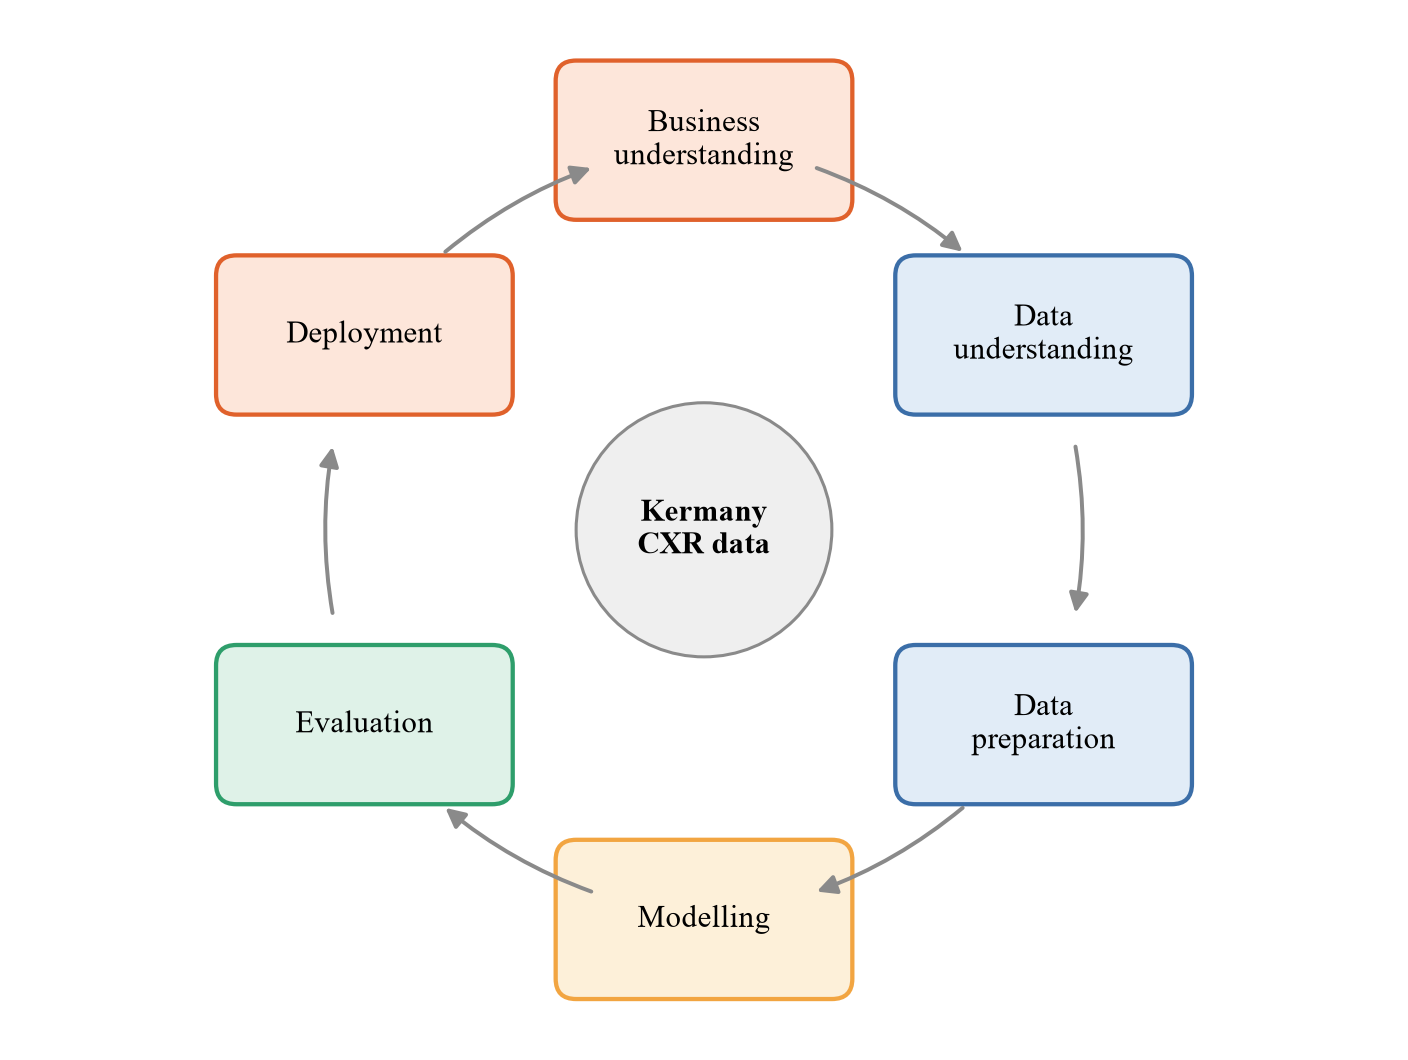 Business
understanding
Data
understanding
Data
preparation
Modelling
Evaluation
Deployment
Kermany
CXR data